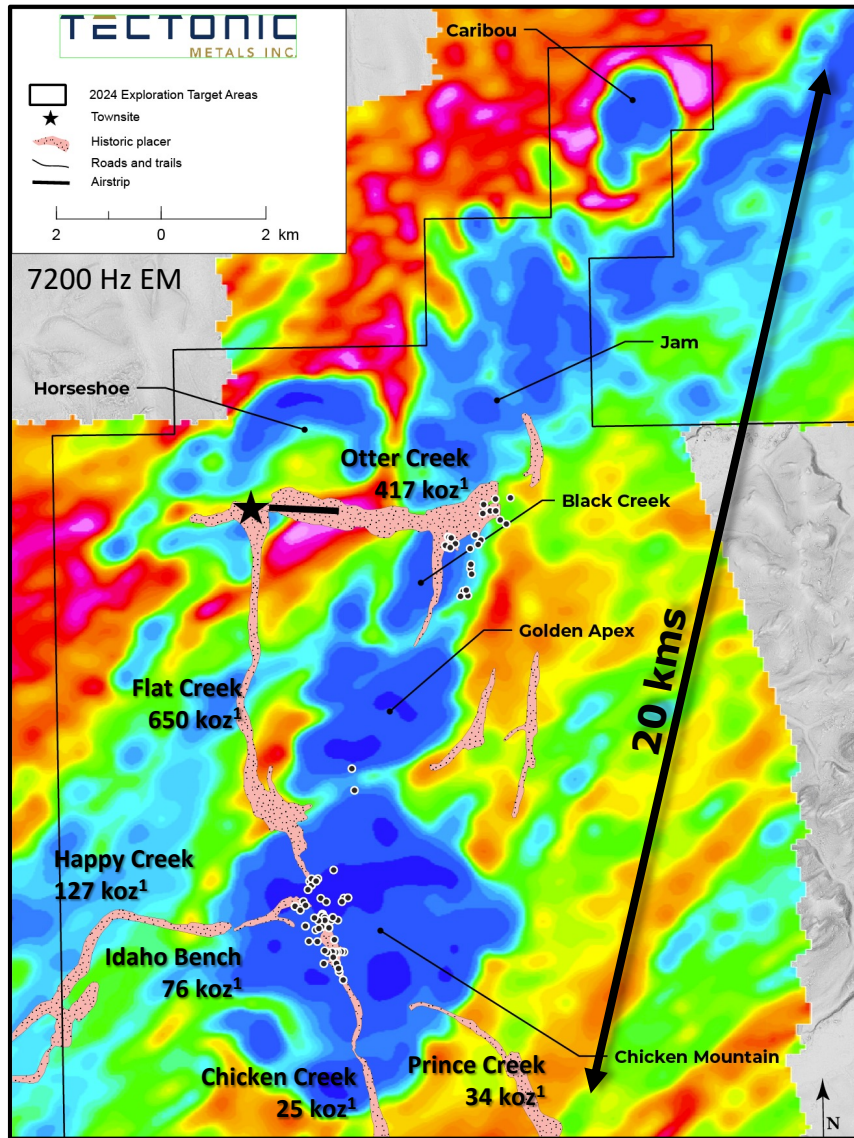 TECTONIC
METALS INC.
2024 Exploration Target Areas
Townsite
Historic placer
Roads and trails
Airstrip
2 0 2 km
7200 Hz EM
Caribou
Jam
Horseshoe
Otter Creek
417 koz¹
Black Creek
Golden Apex
20 kms
Flat Creek
650 koz¹
Happy Creek
127 koz¹
Idaho Bench
76 koz¹
Chicken Creek
25 koz¹
Prince Creek
34 koz¹
Chicken Mountain
N